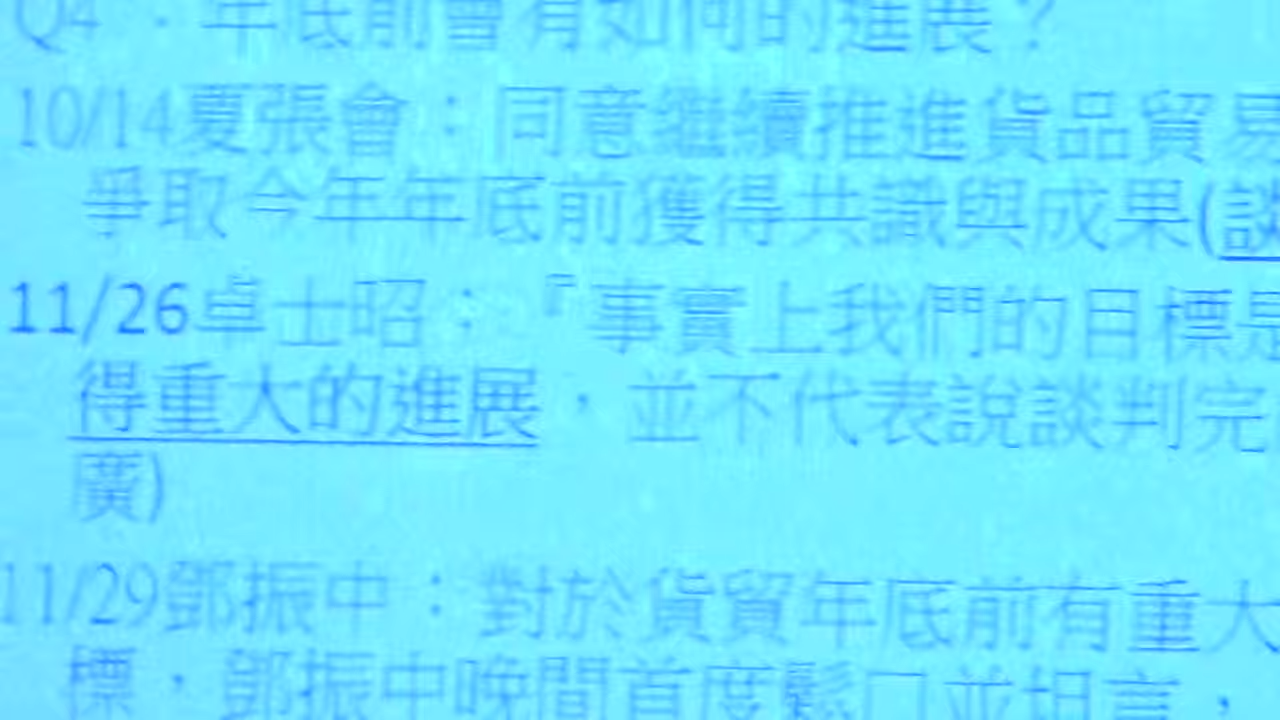 Q4：年底前會有如何的進展？
10/14夏張會：同意繼續推進貨品貿易
爭取今年年底前獲得共識與成果(談
11/26卓士昭：『事實上我們的目標是
得重大的進展，並不代表說談判完
廣)
11/29鄧振中：對於貨貿年底前有重大
標，鄧振中晚間首度鬆口並坦言，